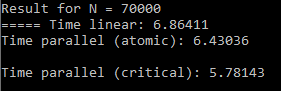 Result for N = 70000
===== Time linear: 6.86411
Time parallel (atomic): 6.43036
Time parallel (critical): 5.78143